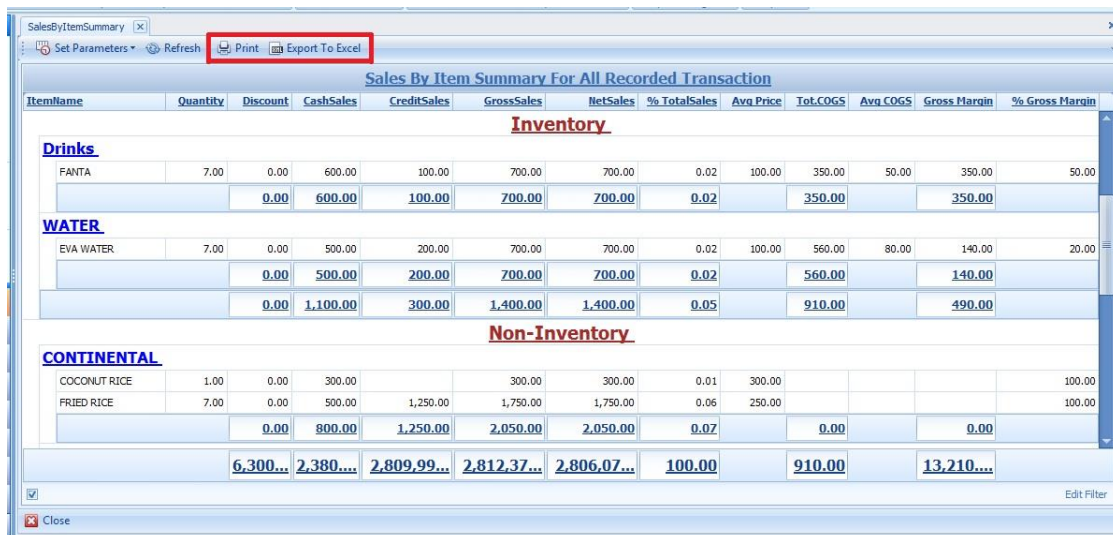 SalesByItemSummary
Set Parameters Refresh Print Export To Excel
Sales By Item Summary For All Recorded Transaction
ItemName Quantity Discount CashSales CreditSales GrossSales NetSales % TotalSales Avg Price Tot.COGS Avg COGS Gross Margin % Gross Margin
Inventory
Drinks
FANTA 7.00 0.00 600.00 100.00 700.00 700.00 0.02 100.00 350.00 50.00 350.00 50.00
0.00 600.00 100.00 700.00 700.00 0.02 350.00 350.00
WATER
EVA WATER 7.00 0.00 500.00 200.00 700.00 700.00 0.02 100.00 560.00 80.00 140.00 20.00
0.00 500.00 200.00 700.00 700.00 0.02 560.00 140.00
0.00 1,100.00 300.00 1,400.00 1,400.00 0.05 910.00 490.00
Non-Inventory
CONTINENTAL
COCONUT RICE 1.00 0.00 300.00 300.00 300.00 0.01 300.00 100.00
FRIED RICE 7.00 0.00 500.00 1,250.00 1,750.00 1,750.00 0.06 250.00 100.00
0.00 800.00 1,250.00 2,050.00 2,050.00 0.07 0.00 0.00
6,300... 2,380.... 2,809,99... 2,812,37... 2,806,07... 100.00 910.00 13,210....
Edit Filter
Close